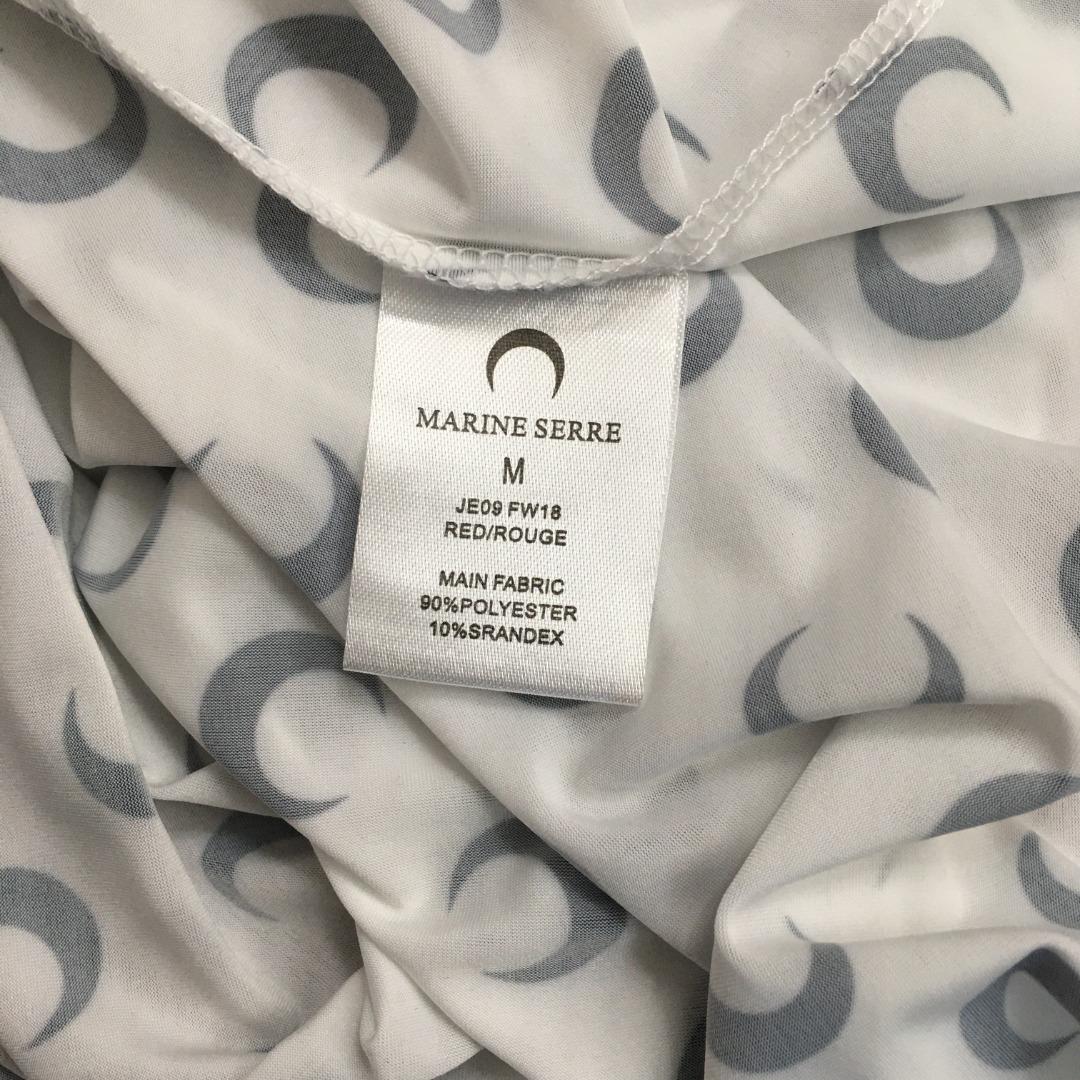 MARINE SERRE
M
JE09 FW18
RED/ROUGE
MAIN FABRIC
90%POLYESTER
10%SRANDEX